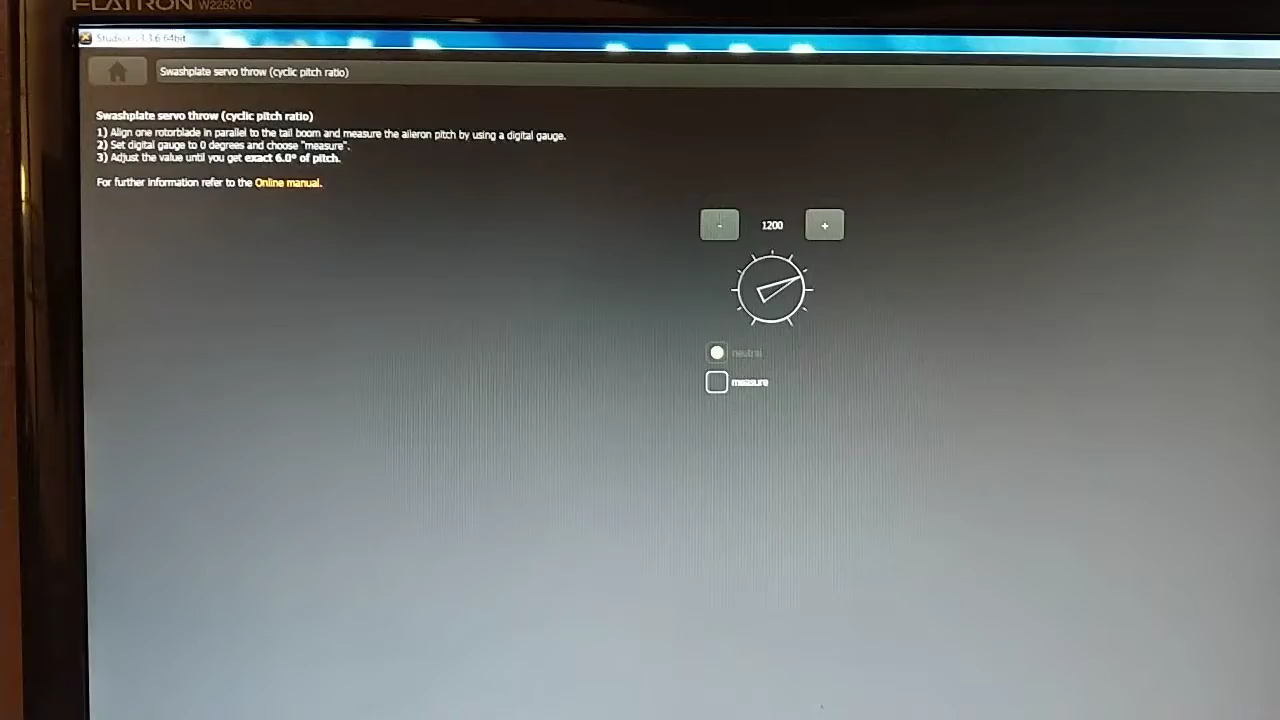 FLATRON W2252TQ
64bit
Swashplate servo throw (cyclic pitch ratio)
Swashplate servo throw (cyclic pitch ratio)
1) Align one rotorblade in parallel to the tail boom and measure the aileron pitch by using a digital gauge.
2) Set digital gauge to 0 degrees and choose "measure".
3) Adjust the value until you get exact 6.0° of pitch.
For further information refer to the Online manual.
- 1200 +
neutral
measure